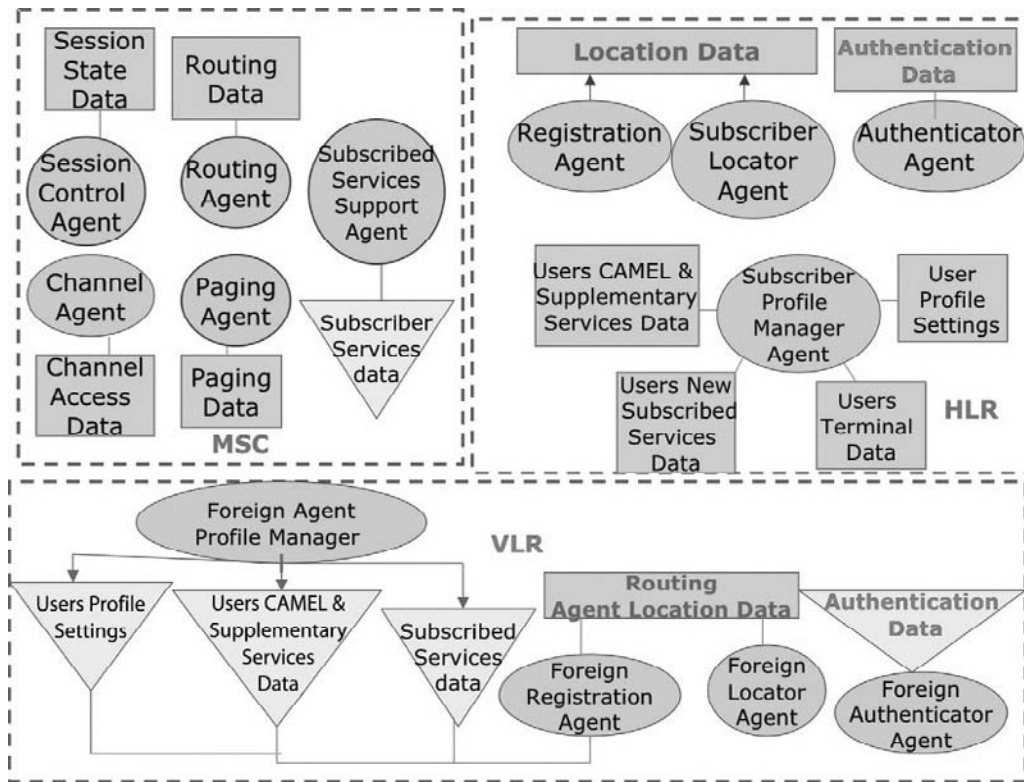 Session
State
Data
Routing
Data
Session
Control
Agent
Routing
Agent
Subscribed
Services
Support
Agent
Channel
Agent
Paging
Agent
Subscriber
Services
data
Channel
Access
Data
Paging
Data
MSC
Location Data
Authentication
Data
Registration
Agent
Subscriber
Locator
Agent
Authenticator
Agent
Users CAMEL &
Supplementary
Services Data
Subscriber
Profile
Manager
Agent
User
Profile
Settings
Users New
Subscribed
Services
Data
Users
Terminal
Data
HLR
Foreign Agent
Profile Manager
VLR
Users Profile
Settings
Users CAMEL &
Supplementary
Services
Data
Subscribed
Services
data
Routing
Agent Location Data
Authentication
Data
Foreign
Registration
Agent
Foreign
Locator
Agent
Foreign
Authenticator
Agent